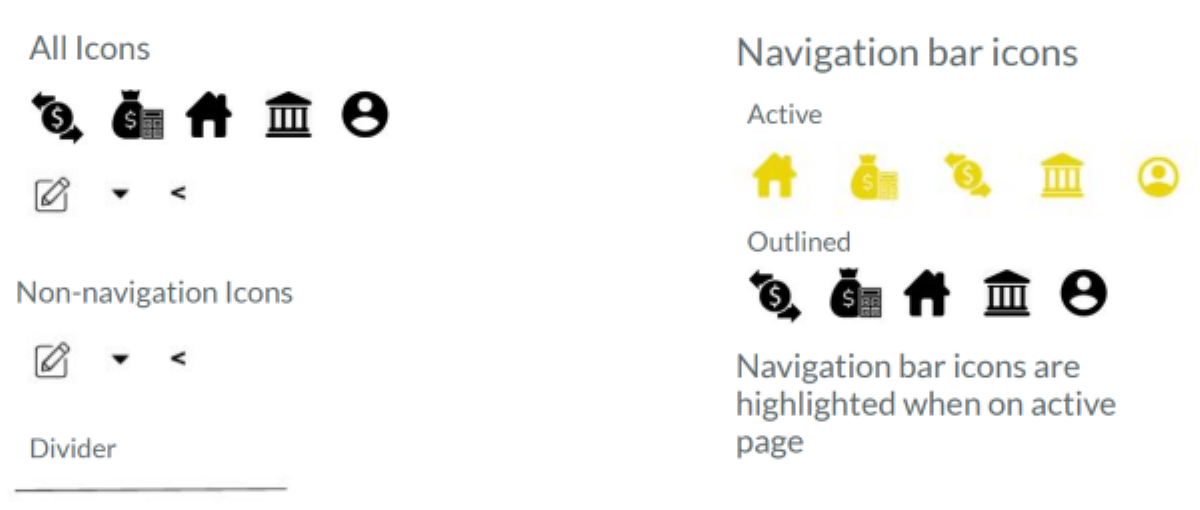 All Icons
Non-navigation Icons
Divider
Navigation bar icons
Active
Outlined
Navigation bar icons are
highlighted when on active
page